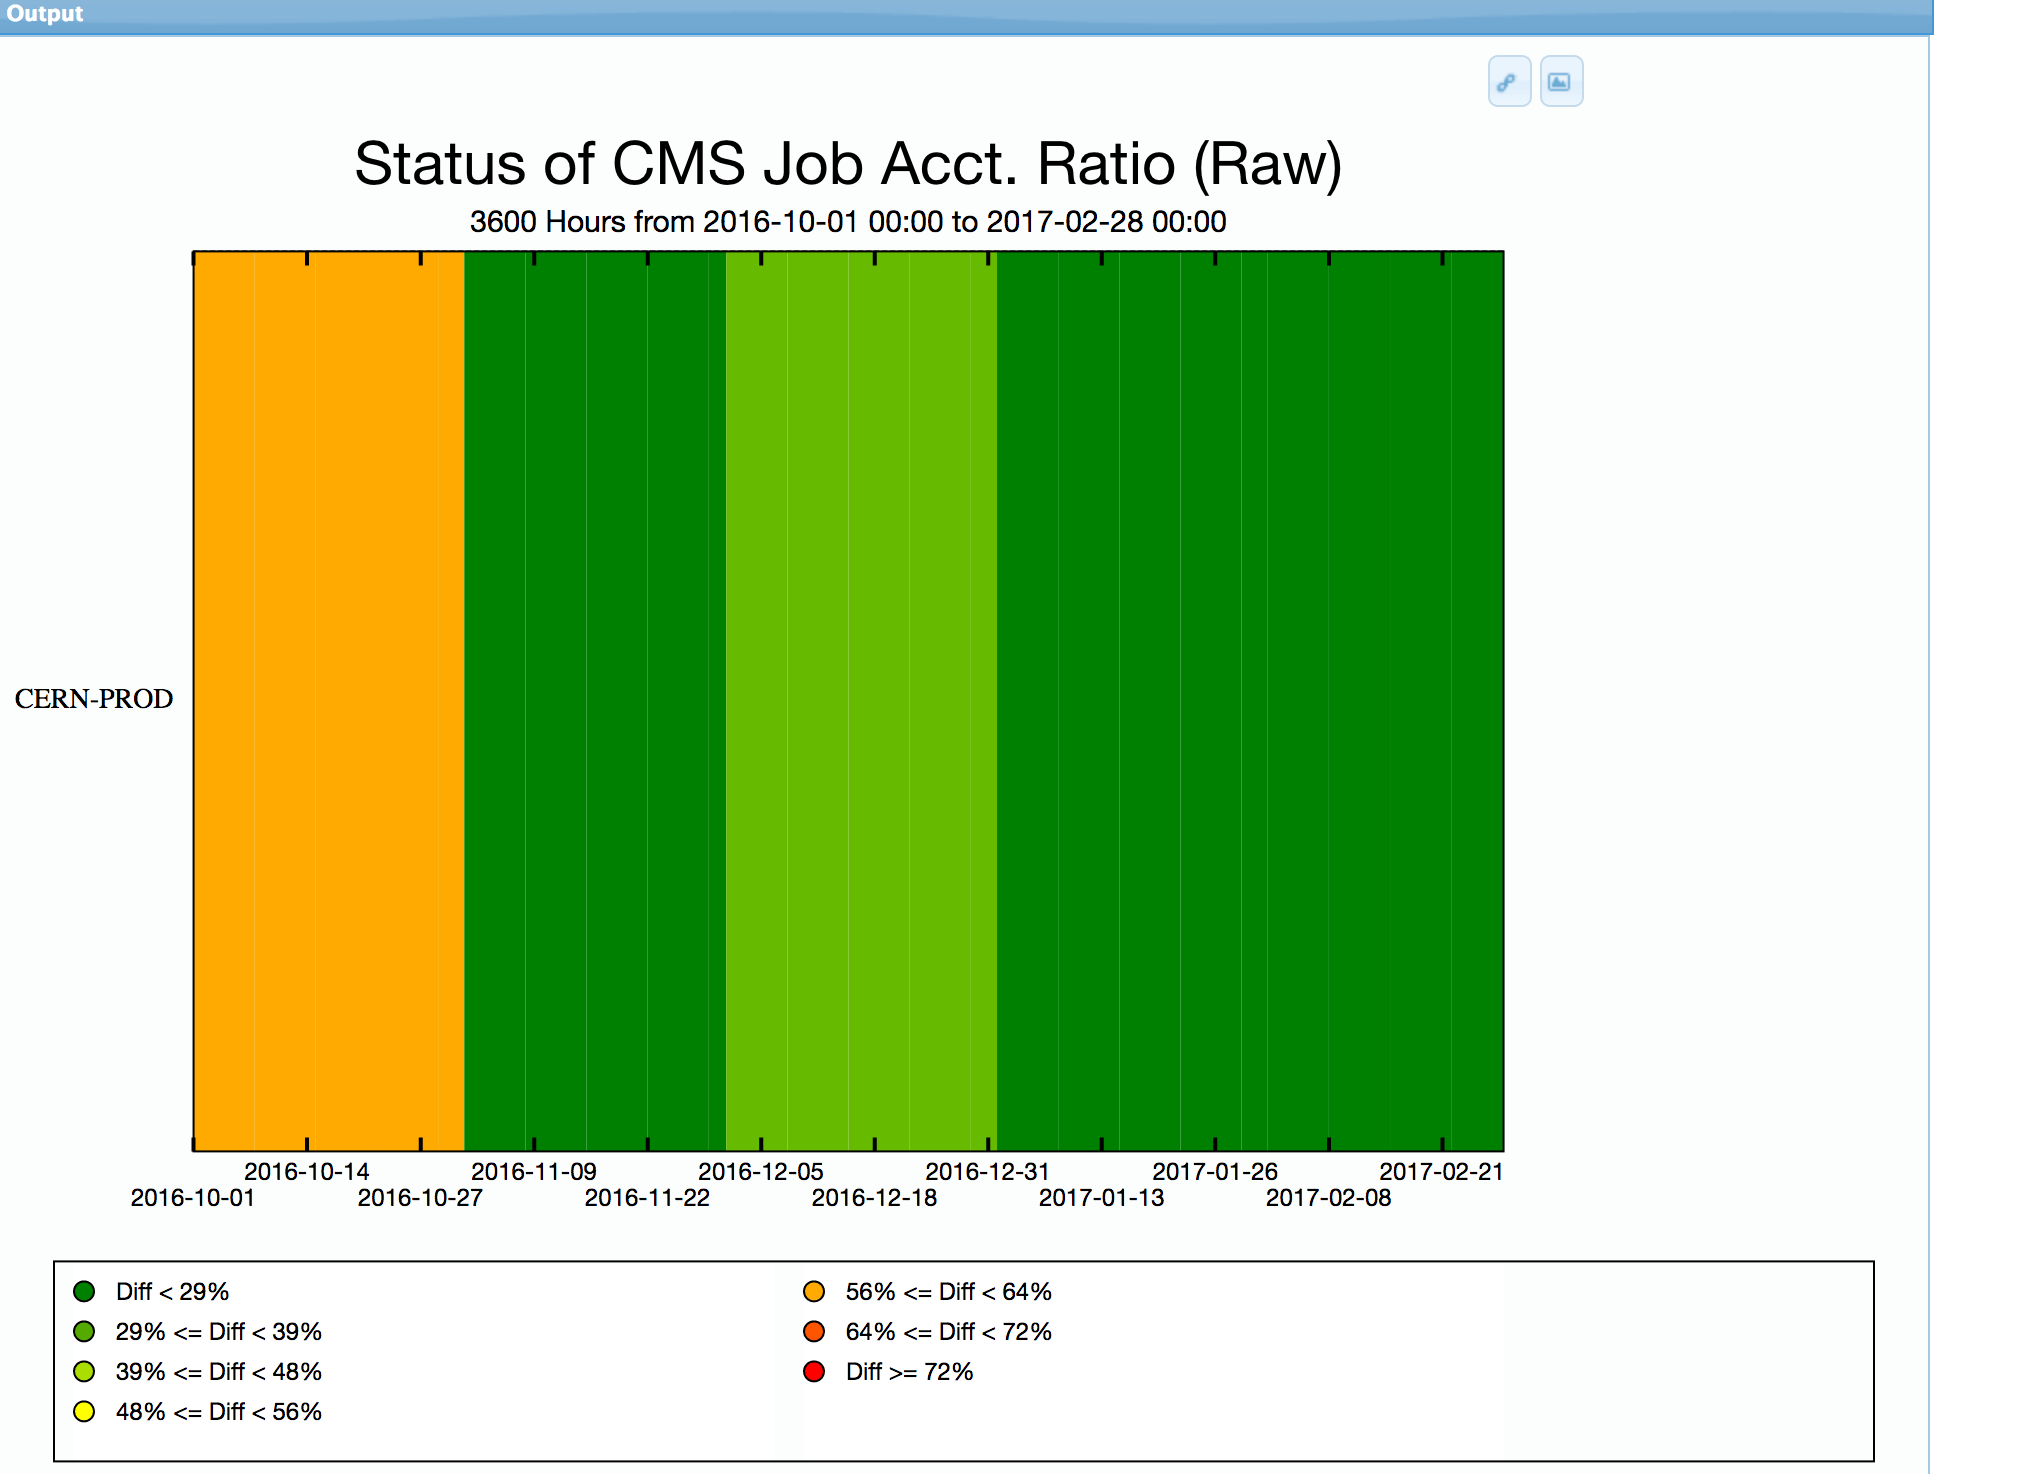 Output
Status of CMS Job Acct. Ratio (Raw)
3600 Hours from 2016-10-01 00:00 to 2017-02-28 00:00
CERN-PROD
2016-10-14 2016-11-09 2016-12-05 2016-12-31 2017-01-26 2017-02-21
2016-10-01 2016-10-27 2016-11-22 2016-12-18 2017-01-13 2017-02-08
Diff < 29%
29% <= Diff < 39%
39% <= Diff < 48%
48% <= Diff < 56%
56% <= Diff < 64%
64% <= Diff < 72%
Diff >= 72%